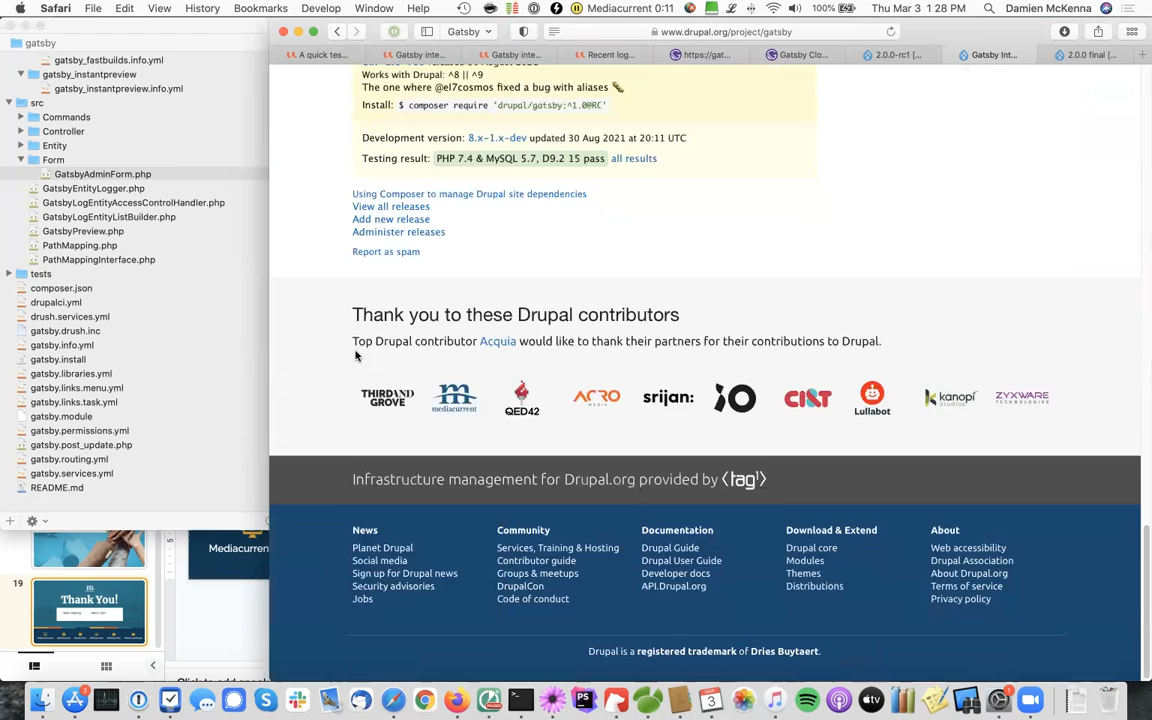 Safari File Edit View History Bookmarks Develop Window Help Mediacurrent 0:11 100% Thu Mar 3 1:28 PM Damien McKenna
gatsby
gatsby_fastbuilds.info.yml
gatsby_instantpreview
gatsby_instantpreview.info.yml
src
Commands
Controller
Entity
Form
GatsbyAdminForm.php
GatsbyEntityLogger.php
GatsbyLogEntityAccessControlHandler.php
GatsbyLogEntityListBuilder.php
GatsbyPreview.php
PathMapping.php
PathMappingInterface.php
tests
composer.json
drupalci.yml
drush.services.yml
gatsby.drush.inc
gatsby.info.yml
gatsby.install
gatsby.libraries.yml
gatsby.links.menu.yml
gatsby.links.task.yml
gatsby.module
gatsby.permissions.yml
gatsby.post_update.php
gatsby.routing.yml
gatsby.services.yml
README.md
19
Thank You!
Mediacurren
Gatsby
www.drupal.org/project/gatsby
A quick tes...
Gatsby inte...
Gatsby inte...
Recent log...
https://gat...
Gatsby Clo...
2.0.0-rc1 [...
Gatsby Int...
2.0.0 final [...
Works with Drupal: ^8 || ^9
The one where @el7cosmos fixed a bug with aliases
Install: $ composer require 'drupal/gatsby:^1.0@RC'
Development version: 8.x-1.x-dev updated 30 Aug 2021 at 20:11 UTC
Testing result: PHP 7.4 & MySQL 5.7, D9.2 15 pass all results
Using Composer to manage Drupal site dependencies
View all releases
Add new release
Administer releases
Report as spam
Thank you to these Drupal contributors
Top Drupal contributor Acquia would like to thank their partners for their contributions to Drupal.
THIRD AND GROVE
mediacurrent
QED42
ACRO MEDIA
srijan:
CI&T
Lullabot
kanopi STUDIOS
ZYXWARE TECHNOLOGIES
Infrastructure management for Drupal.org provided by ⟨tag1⟩
News
Planet Drupal
Social media
Sign up for Drupal news
Security advisories
Jobs
Community
Services, Training & Hosting
Contributor guide
Groups & meetups
DrupalCon
Code of conduct
Documentation
Drupal Guide
Drupal User Guide
Developer docs
API.Drupal.org
Download & Extend
Drupal core
Modules
Themes
Distributions
About
Web accessibility
Drupal Association
About Drupal.org
Terms of service
Privacy policy
Drupal is a registered trademark of Dries Buytaert.